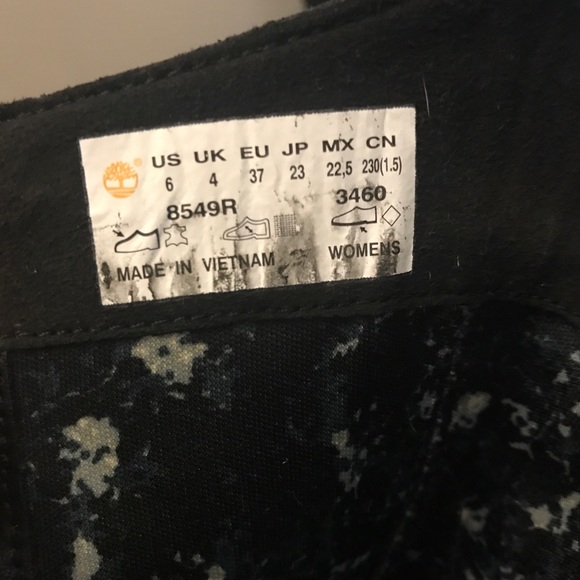 US UK EU JP MX CN
6 4 37 23 22,5 230(1.5)
8549R 3460
MADE IN VIETNAM WOMENS